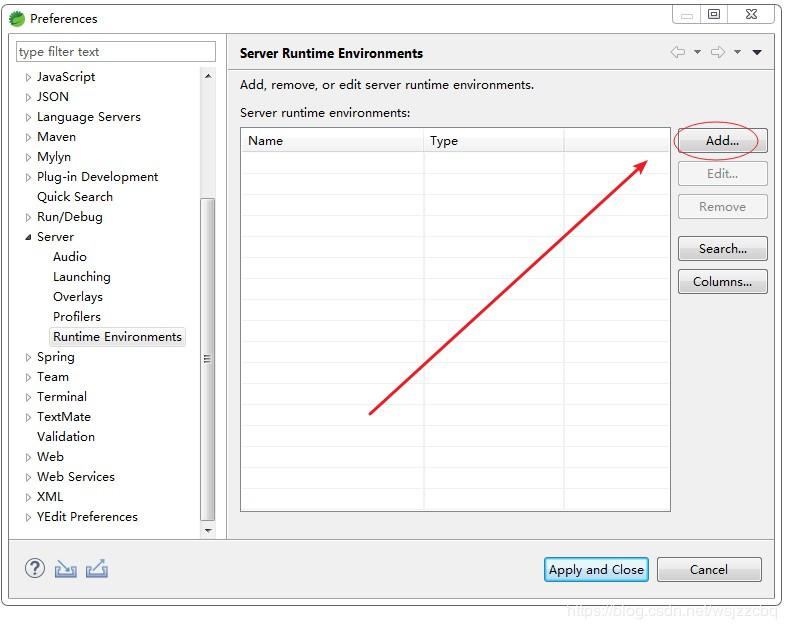 Preferences
type filter text
JavaScript
JSON
Language Servers
Maven
Mylyn
Plug-in Development
Quick Search
Run/Debug
Server
Audio
Launching
Overlays
Profilers
Runtime Environments
Spring
Team
Terminal
TextMate
Validation
Web
Web Services
XML
YEdit Preferences
Server Runtime Environments
Add, remove, or edit server runtime environments.
Server runtime environments:
Name Type
Add...
Edit...
Remove
Search...
Columns...
?
Apply and Close Cancel
https://blog.csdn.net/wsjzzcbq